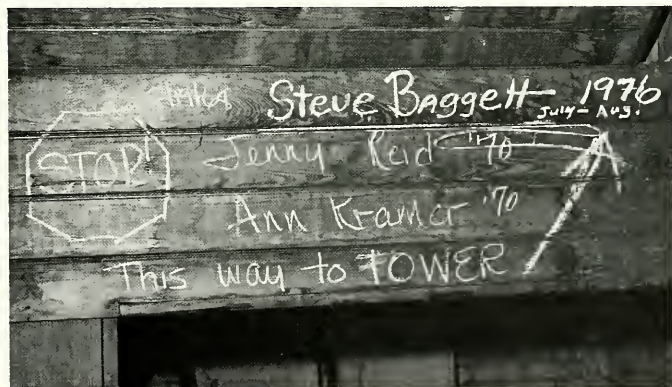 Steve Baggett 1976
July - Aug.
STOP!
Jenny Reid '70
Ann Kramer '70
This way to TOWER